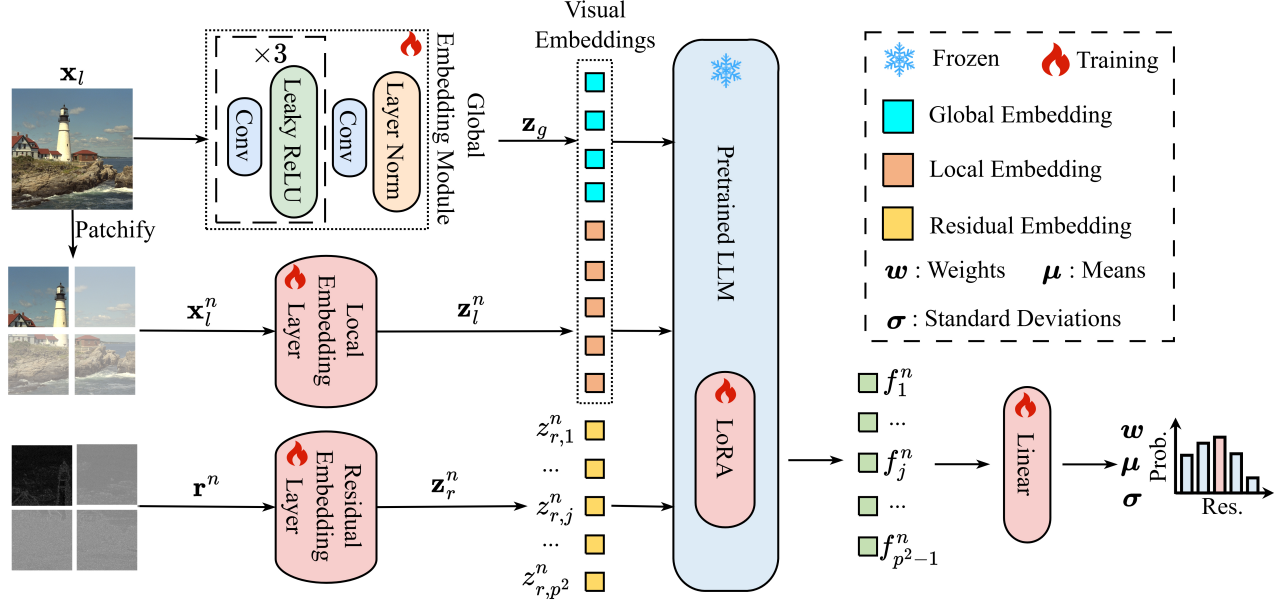 Visual
Embeddings
x_l
×3
Conv
Leaky ReLU
Conv
Layer Norm
Global
Embedding Module
z_g
Patchify
x_l^n
Local
Embedding
Layer
z_l^n
r^n
Residual
Embedding
Layer
z_r^n
z_{r,1}^n
...
z_{r,j}^n
...
z_{r,p^2}^n
Pretrained LLM
LoRA
Frozen
Training
Global Embedding
Local Embedding
Residual Embedding
w : Weights
μ : Means
σ : Standard Deviations
f_1^n
...
f_j^n
...
f_{p^2-1}^n
Linear
w
μ
σ
Prob.
Res.